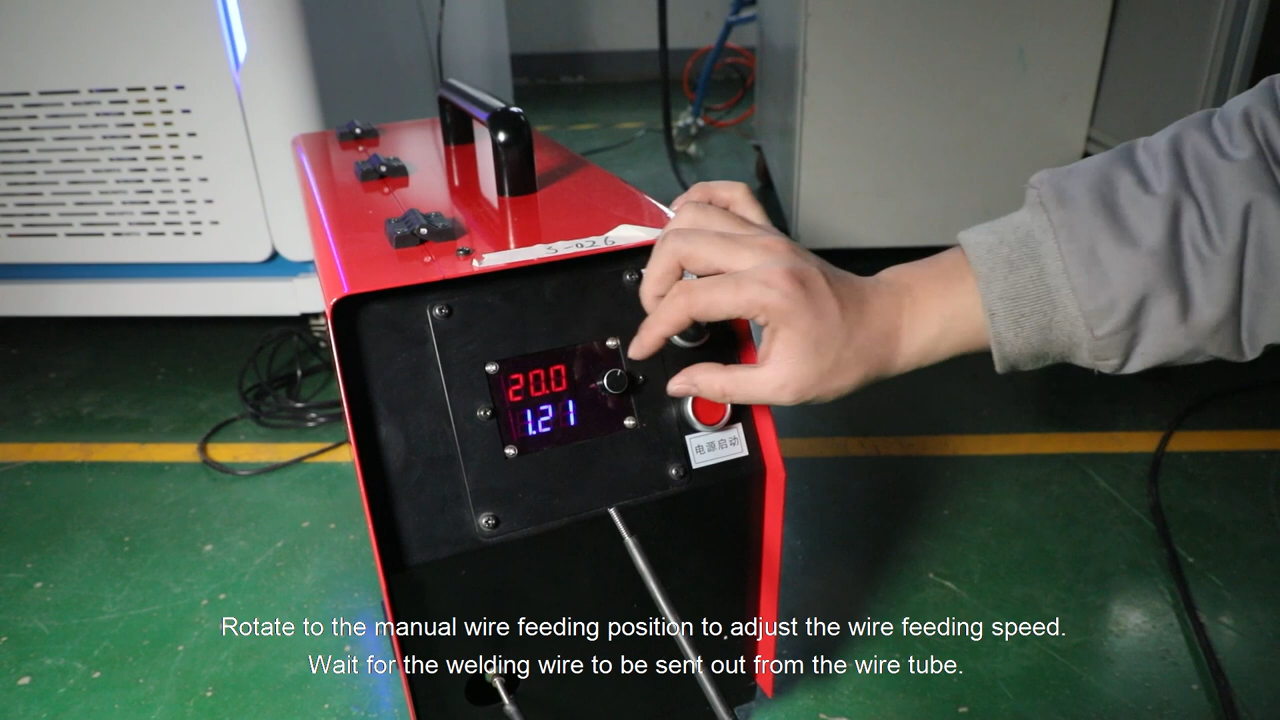 S-026
20.0
1.21
电源启动
Rotate to the manual wire feeding position to adjust the wire feeding speed.
Wait for the welding wire to be sent out from the wire tube.